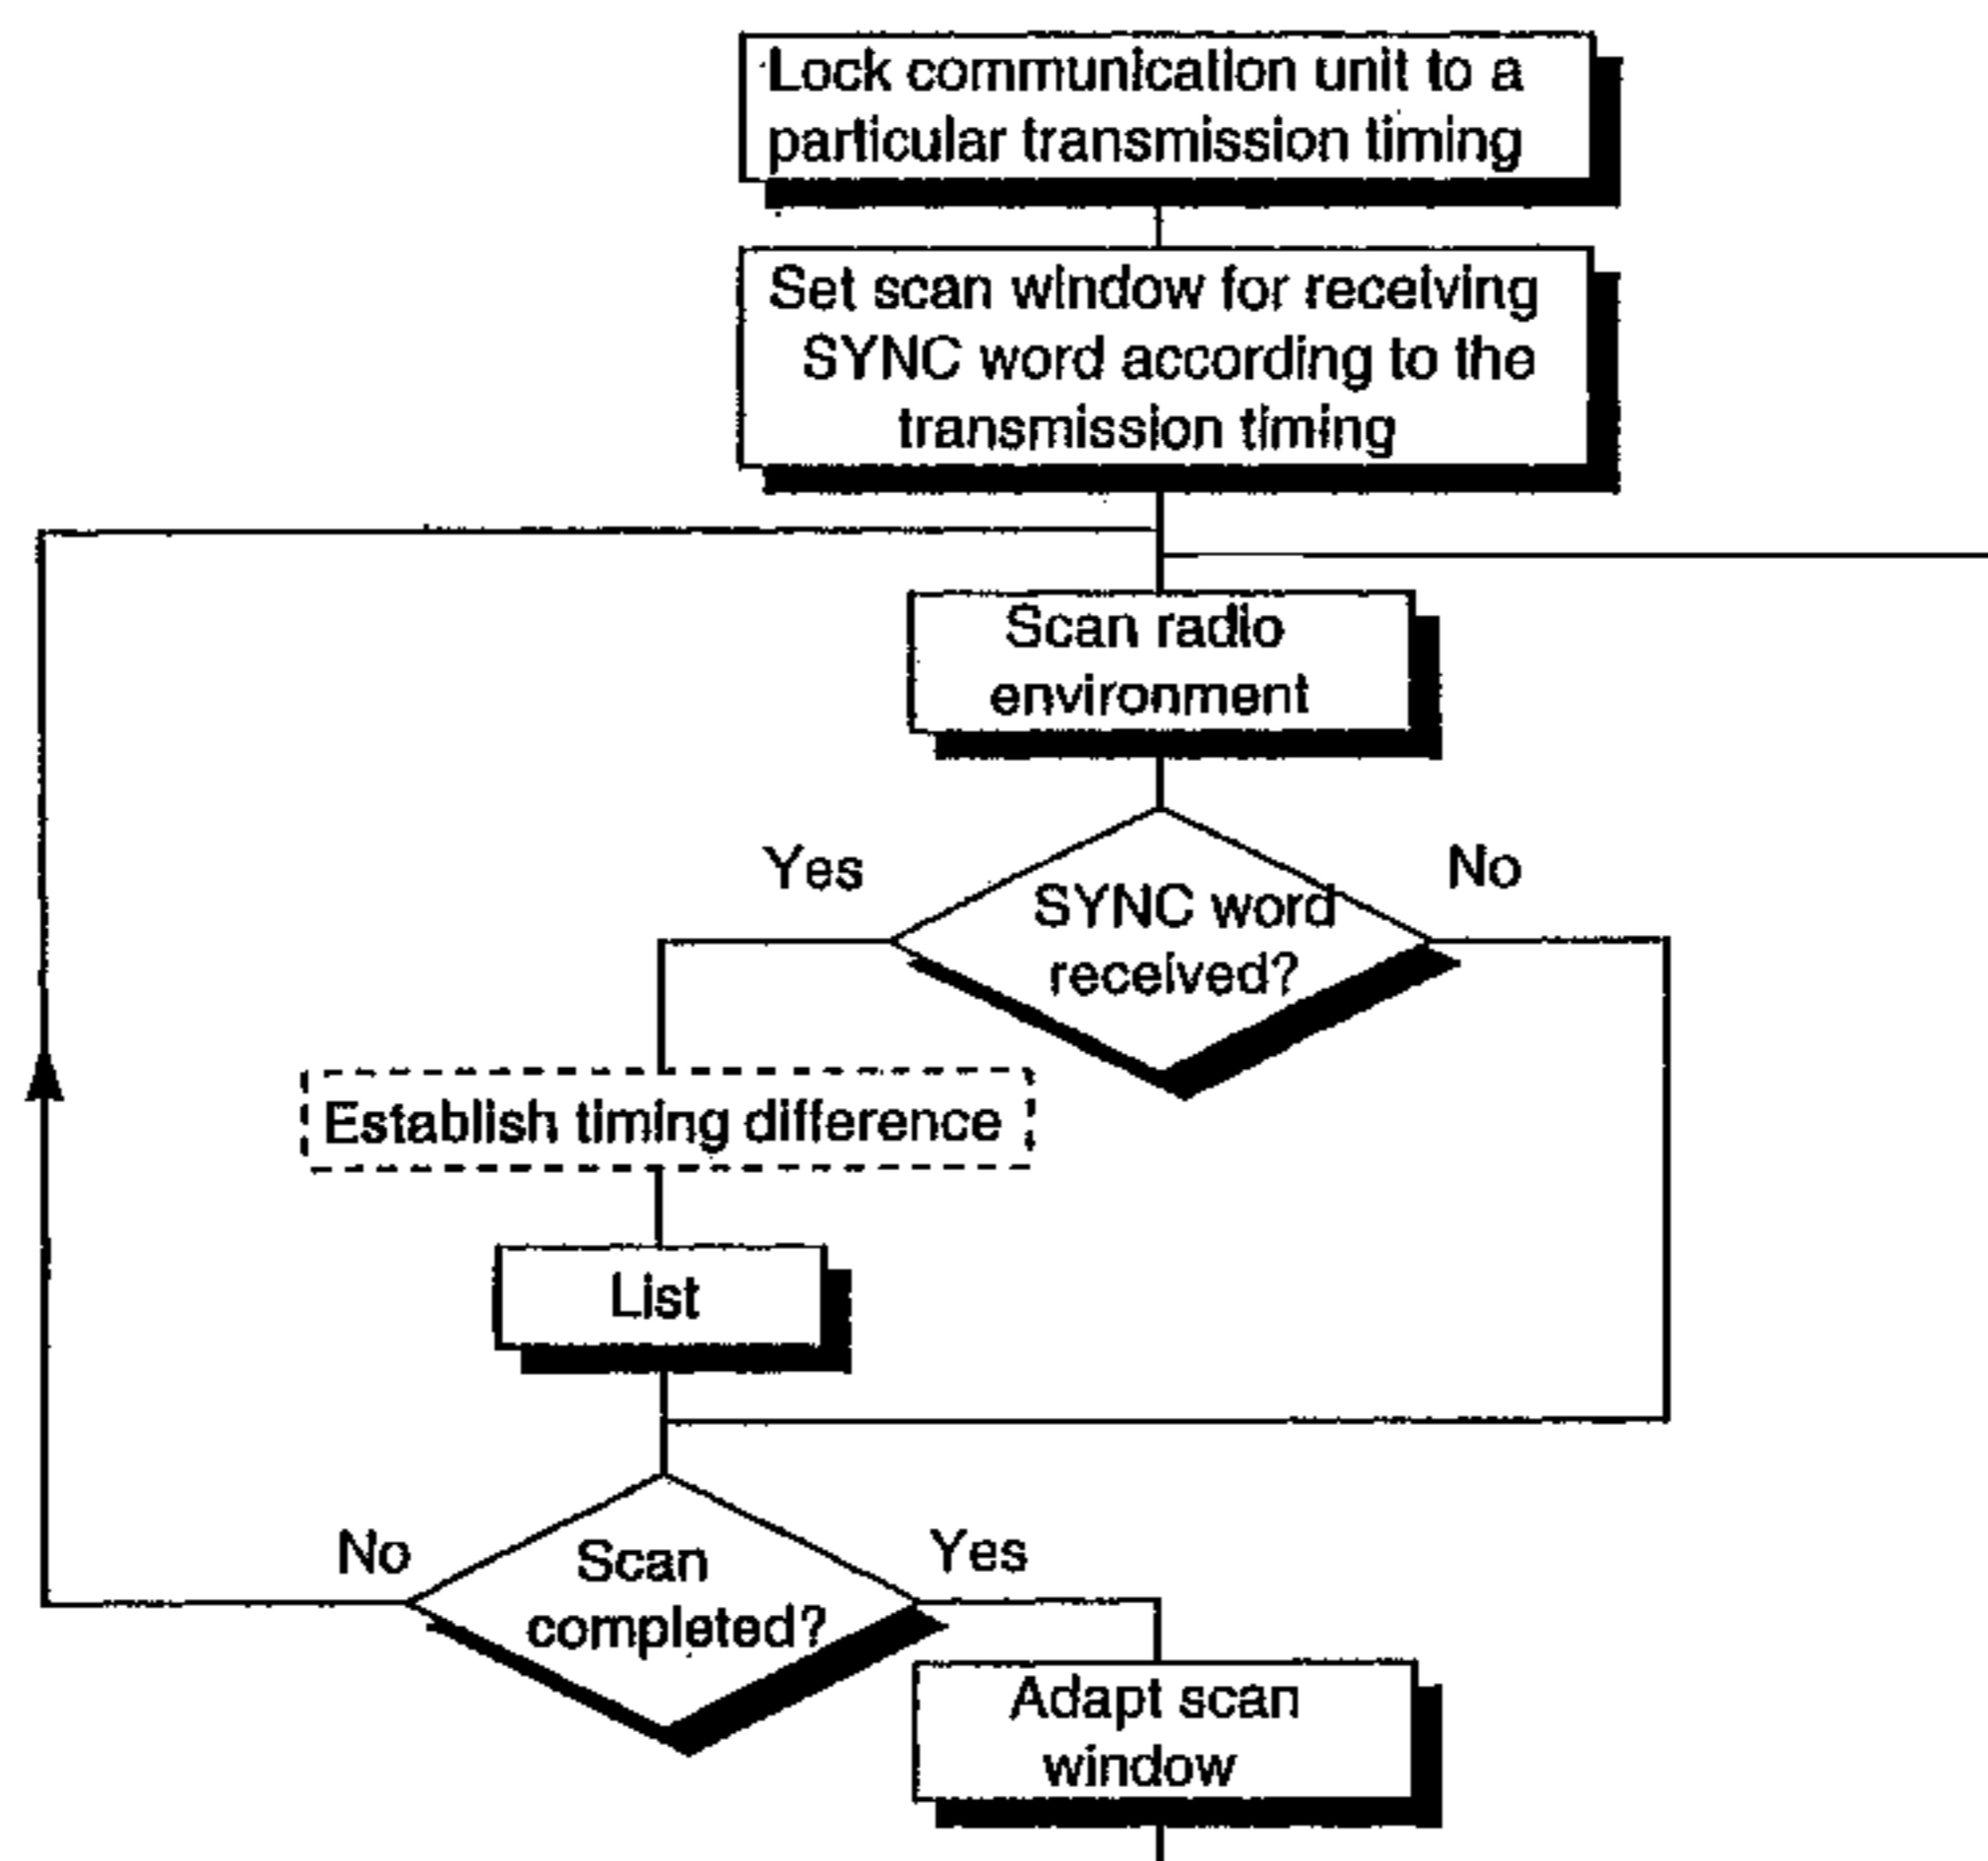 Lock communication unit to a
particular transmission timing
Set scan window for receiving
SYNC word according to the
transmission timing
Scan radio
environment
Yes
No
SYNC word
received?
Establish timing difference
List
No
Yes
Scan
completed?
Adapt scan
window